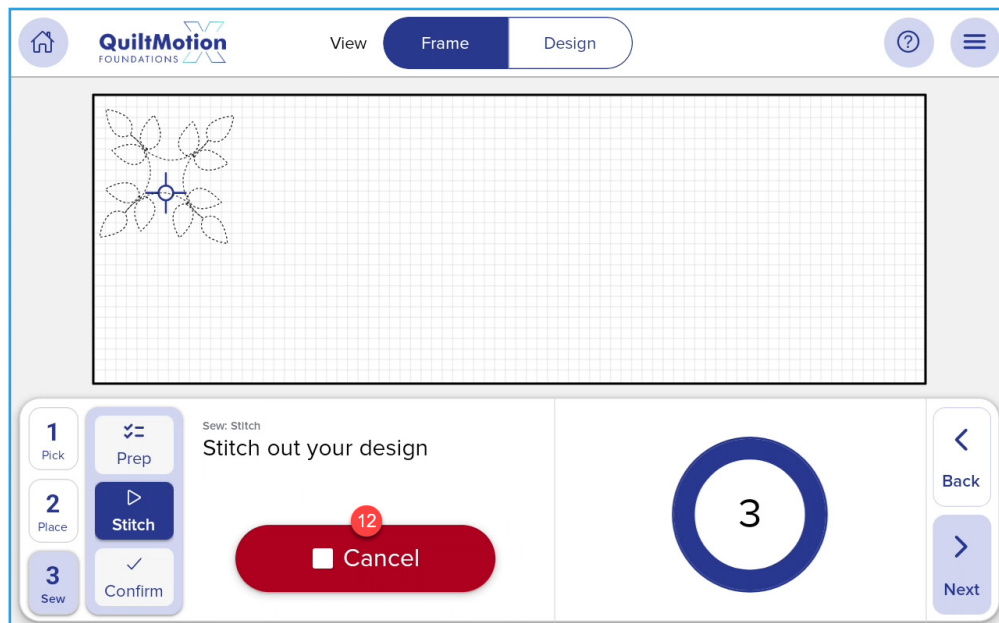 QuiltMotion
FOUNDATIONS
View
Frame
Design
?
1
Pick
2
Place
3
Sew
Prep
Stitch
Confirm
Sew: Stitch
Stitch out your design
12
Cancel
3
Back
Next